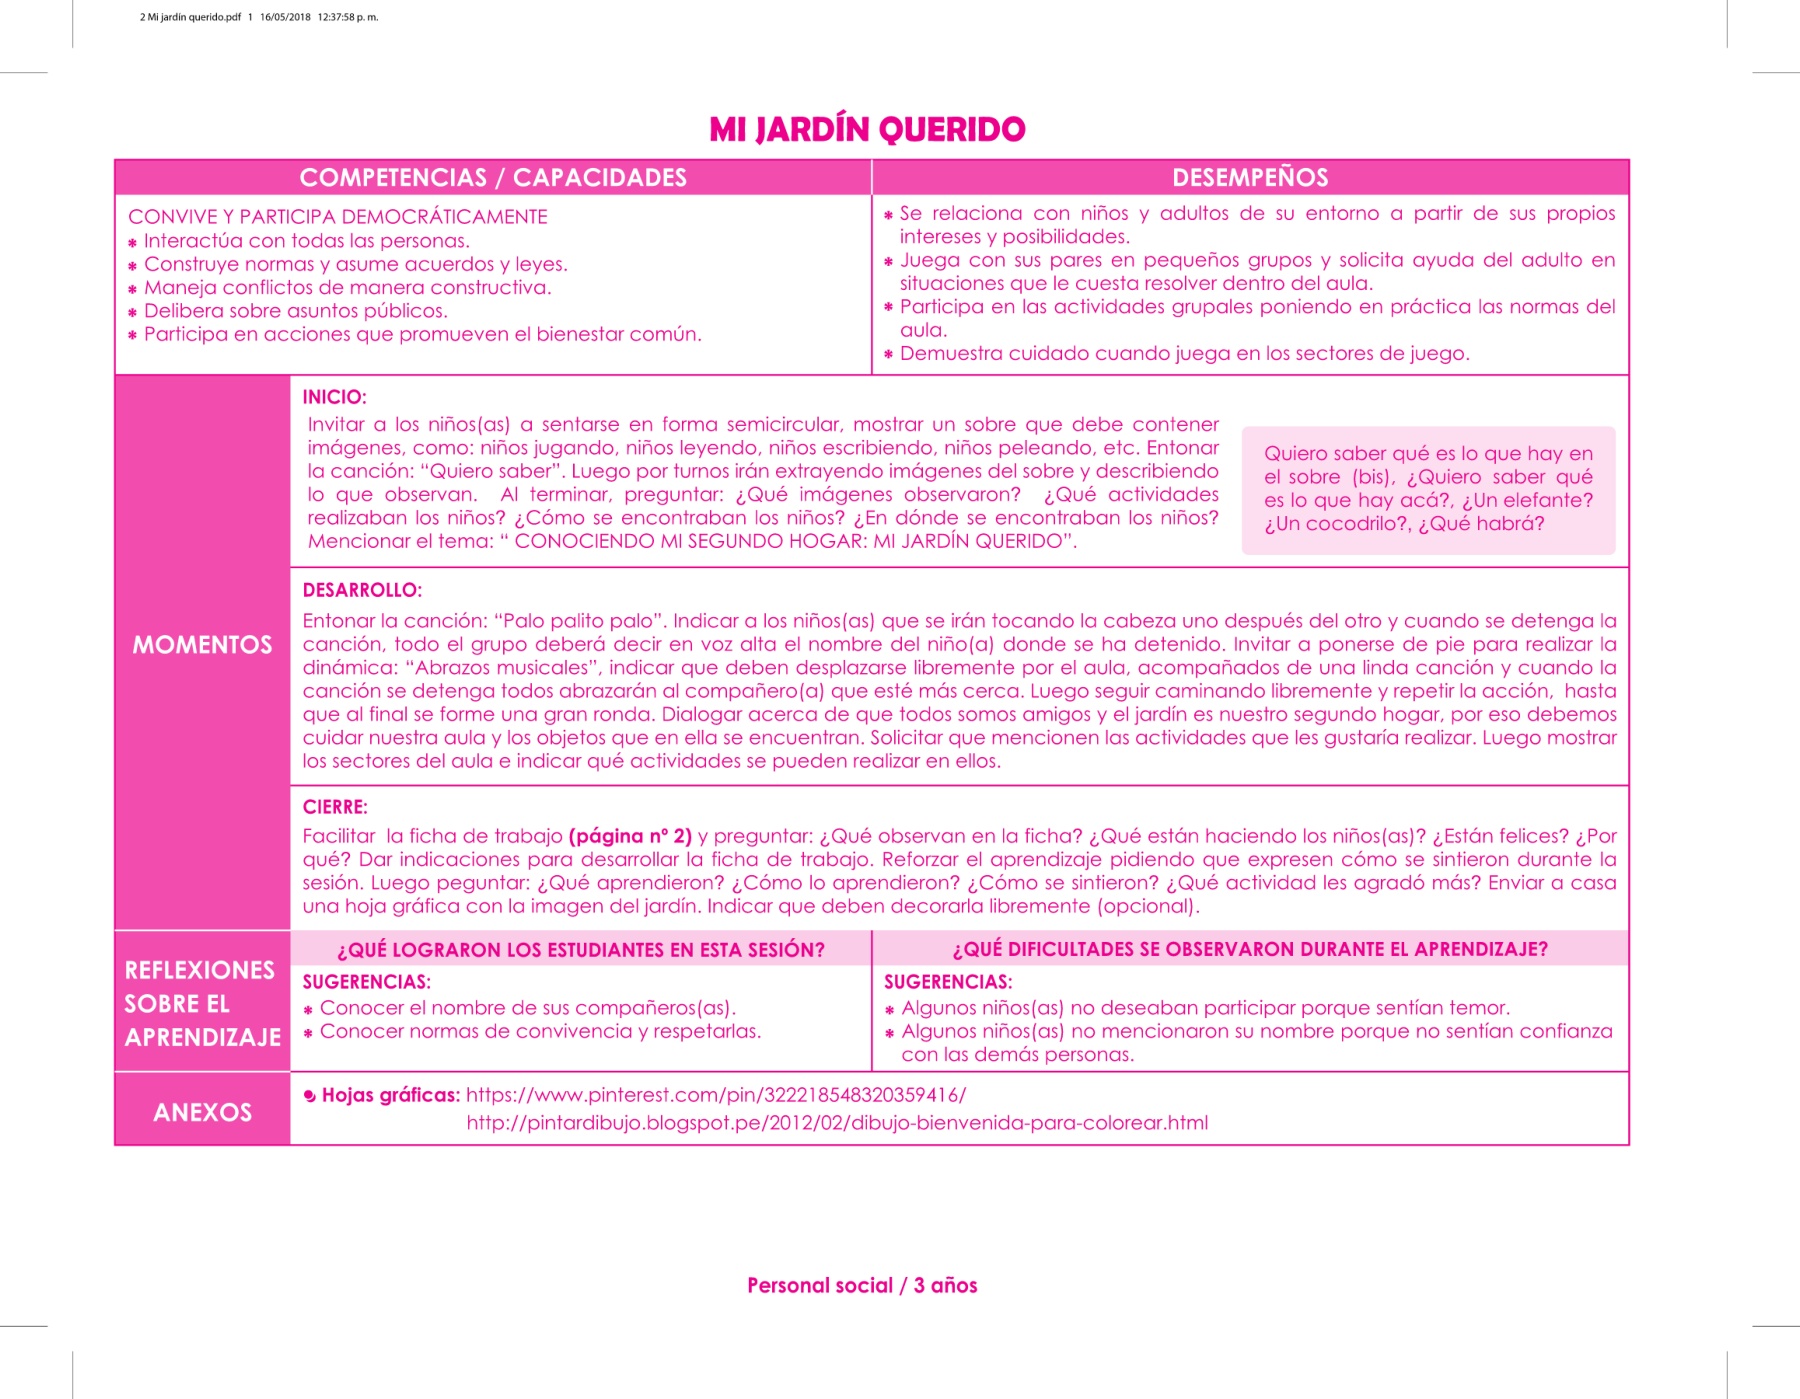 2 Mi jardín querido.pdf   1   16/05/2018   12:37:58 p. m.
MI JARDÍN QUERIDO
COMPETENCIAS / CAPACIDADES
DESEMPEÑOS
CONVIVE Y PARTICIPA DEMOCRÁTICAMENTE
* Interactúa con todas las personas.
* Construye normas y asume acuerdos y leyes.
* Maneja conflictos de manera constructiva.
* Delibera sobre asuntos públicos.
* Participa en acciones que promueven el bienestar común.
* Se relaciona con niños y adultos de su entorno a partir de sus propios
intereses y posibilidades.
* Juega con sus pares en pequeños grupos y solicita ayuda del adulto en
situaciones que le cuesta resolver dentro del aula.
* Participa en las actividades grupales poniendo en práctica las normas del
aula.
* Demuestra cuidado cuando juega en los sectores de juego.
MOMENTOS
INICIO:
Invitar a los niños(as) a sentarse en forma semicircular, mostrar un sobre que debe contener
imágenes, como: niños jugando, niños leyendo, niños escribiendo, niños peleando, etc. Entonar
la canción: “Quiero saber”. Luego por turnos irán extrayendo imágenes del sobre y describiendo
lo que observan.  Al terminar, preguntar: ¿Qué imágenes observaron?  ¿Qué actividades
realizaban los niños? ¿Cómo se encontraban los niños? ¿En dónde se encontraban los niños?
Mencionar el tema: “ CONOCIENDO MI SEGUNDO HOGAR: MI JARDÍN QUERIDO”.
Quiero saber qué es lo que hay en
el sobre (bis), ¿Quiero saber qué
es lo que hay acá?, ¿Un elefante?
¿Un cocodrilo?, ¿Qué habrá?
DESARROLLO:
Entonar la canción: “Palo palito palo”. Indicar a los niños(as) que se irán tocando la cabeza uno después del otro y cuando se detenga la
canción, todo el grupo deberá decir en voz alta el nombre del niño(a) donde se ha detenido. Invitar a ponerse de pie para realizar la
dinámica: “Abrazos musicales”, indicar que deben desplazarse libremente por el aula, acompañados de una linda canción y cuando la
canción se detenga todos abrazarán al compañero(a) que esté más cerca. Luego seguir caminando libremente y repetir la acción,  hasta
que al final se forme una gran ronda. Dialogar acerca de que todos somos amigos y el jardín es nuestro segundo hogar, por eso debemos
cuidar nuestra aula y los objetos que en ella se encuentran. Solicitar que mencionen las actividades que les gustaría realizar. Luego mostrar
los sectores del aula e indicar qué actividades se pueden realizar en ellos.
CIERRE:
Facilitar  la ficha de trabajo (página nº 2) y preguntar: ¿Qué observan en la ficha? ¿Qué están haciendo los niños(as)? ¿Están felices? ¿Por
qué? Dar indicaciones para desarrollar la ficha de trabajo. Reforzar el aprendizaje pidiendo que expresen cómo se sintieron durante la
sesión. Luego peguntar: ¿Qué aprendieron? ¿Cómo lo aprendieron? ¿Cómo se sintieron? ¿Qué actividad les agradó más? Enviar a casa
una hoja gráfica con la imagen del jardín. Indicar que deben decorarla libremente (opcional).
REFLEXIONES
SOBRE EL
APRENDIZAJE
¿QUÉ LOGRARON LOS ESTUDIANTES EN ESTA SESIÓN?
SUGERENCIAS:
* Conocer el nombre de sus compañeros(as).
* Conocer normas de convivencia y respetarlas.
¿QUÉ DIFICULTADES SE OBSERVARON DURANTE EL APRENDIZAJE?
SUGERENCIAS:
* Algunos niños(as) no deseaban participar porque sentían temor.
* Algunos niños(as) no mencionaron su nombre porque no sentían confianza
con las demás personas.
ANEXOS
Hojas gráficas: https://www.pinterest.com/pin/322218548320359416/
http://pintardibujo.blogspot.pe/2012/02/dibujo-bienvenida-para-colorear.html
Personal social / 3 años